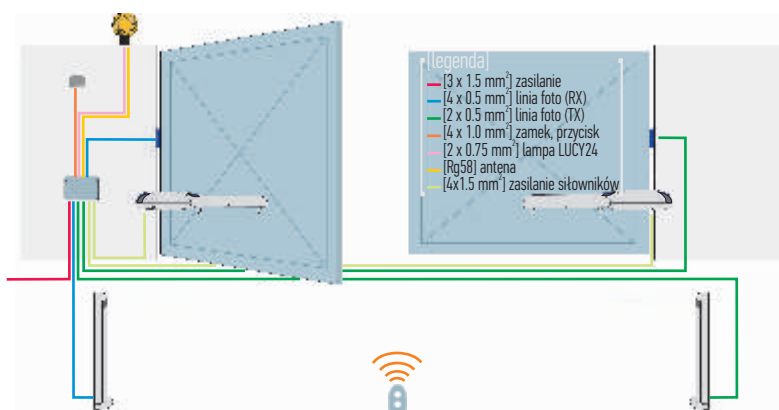 [legenda]
[3 x 1.5 mm²] zasilanie
[4 x 0.5 mm²] linia foto (RX)
[2 x 0.5 mm²] linia foto (TX)
[4 x 1.0 mm²] zamek, przycisk
[2 x 0.75 mm²] lampa LUCY24
[Rg58] antęna
[4x1.5 mm²] zasilanie siłowników